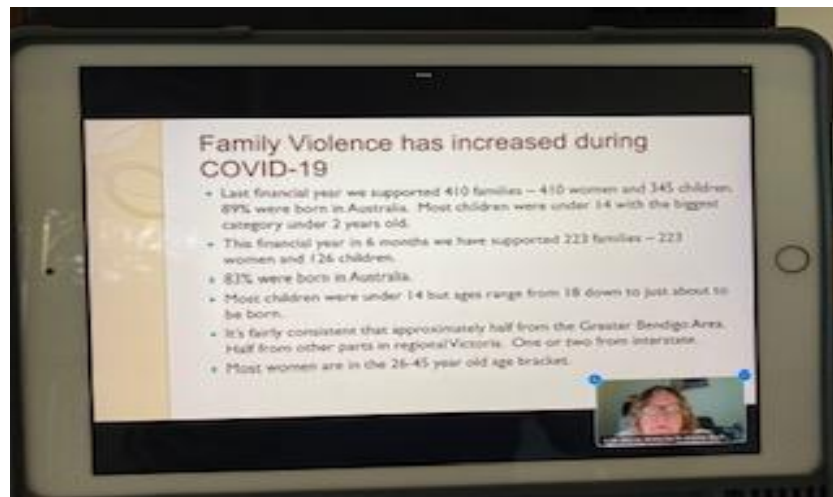 Family Violence has increased during
COVID-19
• Last financial year we supported 410 families – 410 women and 345 children.
89% were born in Australia. Most children were under 14 with the biggest
category under 2 years old.
• This financial year in 6 months we have supported 223 families – 223
women and 126 children.
• 83% were born in Australia.
• Most children were under 14 but ages range from 18 down to just about to
be born.
• It's fairly consistent that approximately half from the Greater Bendigo Area.
Half from other parts in regional Victoria. One or two from interstate.
• Most women are in the 26-45 year old age bracket.